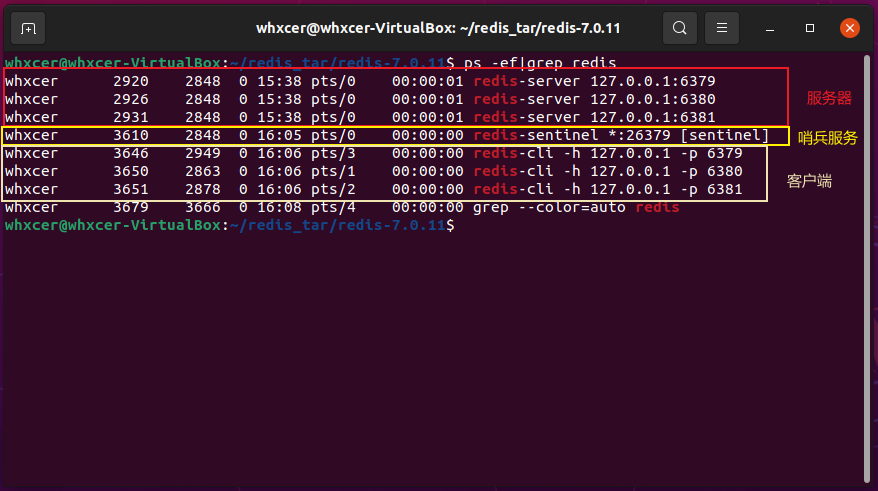 whxcer@whxcer-VirtualBox: ~/redis_tar/redis-7.0.11
whxcer@whxcer-VirtualBox:~/redis_tar/redis-7.0.11$ ps -ef|grep redis
whxcer 2920 2848 0 15:38 pts/0 00:00:01 redis-server 127.0.0.1:6379
whxcer 2926 2848 0 15:38 pts/0 00:00:01 redis-server 127.0.0.1:6380
服务器
whxcer 2931 2848 0 15:38 pts/0 00:00:01 redis-server 127.0.0.1:6381
whxcer 3610 2848 0 16:05 pts/0 00:00:00 redis-sentinel *:26379 [sentinel]
哨兵服务
whxcer 3646 2949 0 16:06 pts/3 00:00:00 redis-cli -h 127.0.0.1 -p 6379
whxcer 3650 2863 0 16:06 pts/1 00:00:00 redis-cli -h 127.0.0.1 -p 6380
客户端
whxcer 3651 2878 0 16:06 pts/2 00:00:00 redis-cli -h 127.0.0.1 -p 6381
whxcer 3679 3666 0 16:08 pts/4 00:00:00 grep --color=auto redis
whxcer@whxcer-VirtualBox:~/redis_tar/redis-7.0.11$